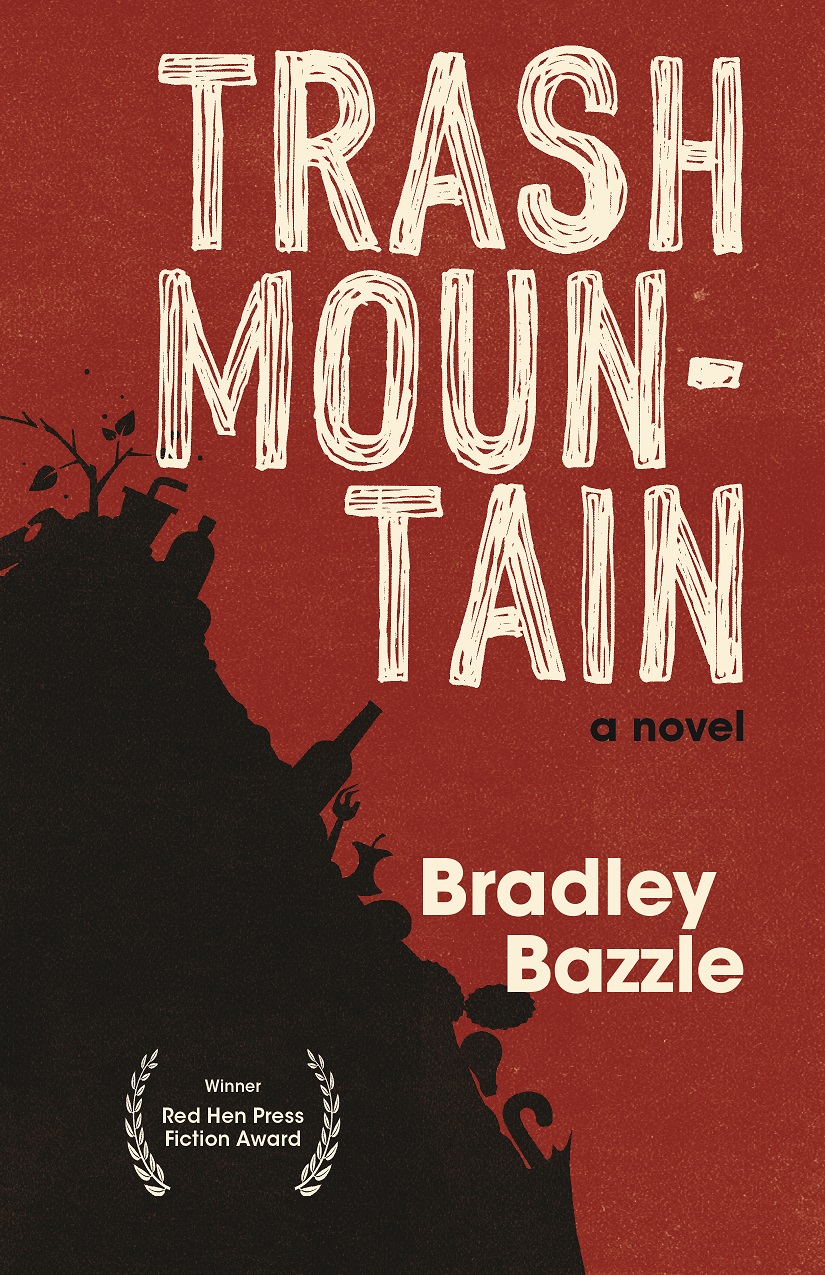 TRASH
MOUN-
TAIN
a novel
Bradley
Bazzle
Winner
Red Hen Press
Fiction Award